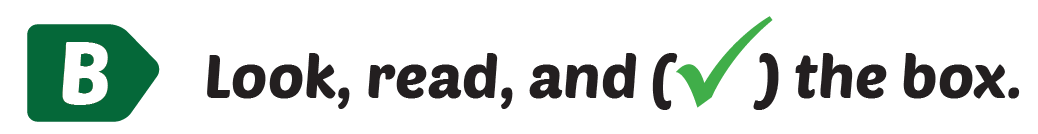 B Look, read, and (✓) the box.